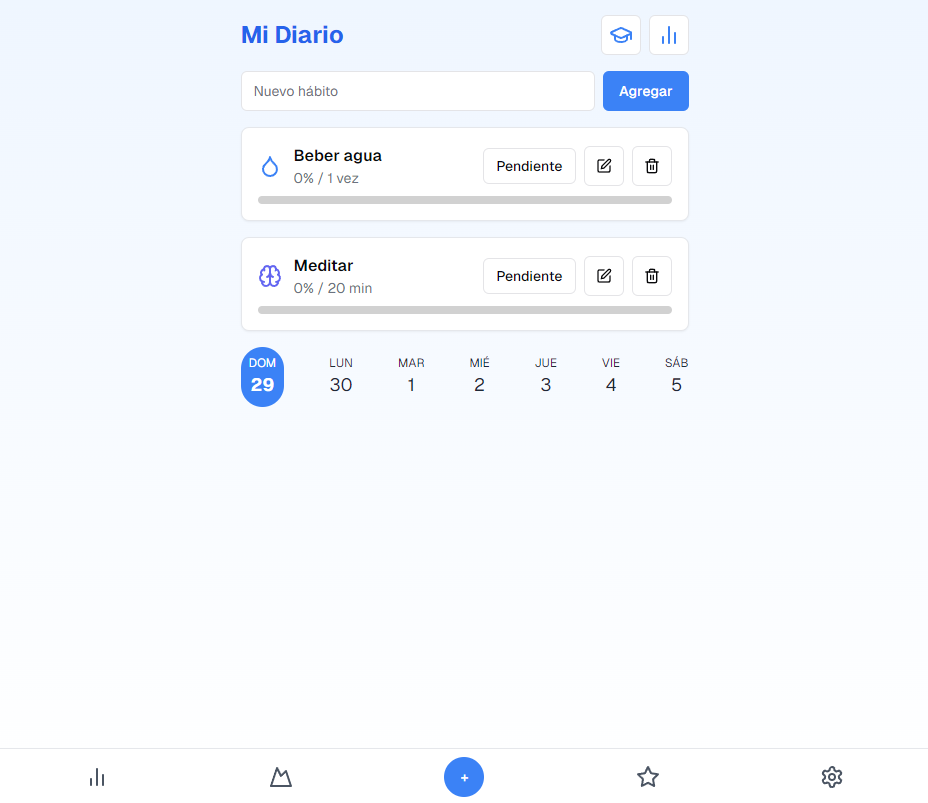 Mi Diario
Nuevo hábito
Agregar
Beber agua
0% / 1 vez
Pendiente
Meditar
0% / 20 min
Pendiente
DOM LUN MAR MIÉ JUE VIE SÁB
29 30 1 2 3 4 5
+